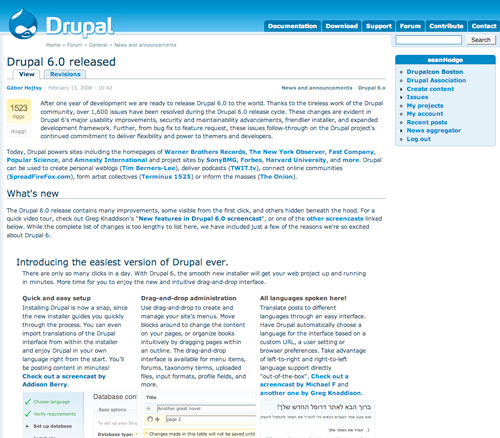 Drupal
Documentation Download Support Forum Contribute Contact
Home » Forum » General » News and announcements
Search
Drupal 6.0 released
View Revisions
Gábor Hojtsy - February 13, 2008 - 10:42
News and announcements Drupal 6.x
1523
diggs
digg!
After one year of development we are ready to release Drupal 6.0 to the world. Thanks to the tireless work of the Drupal
community, over 1,600 issues have been resolved during the Drupal 6.0 release cycle. These changes are evident in
Drupal 6's major usability improvements, security and maintainability advancements, friendlier installer, and expanded
development framework. Further, from bug fix to feature request, these issues follow-through on the Drupal project's
continued commitment to deliver flexibility and power to themers and developers.
Today, Drupal powers sites including the homepages of Warner Brothers Records, The New York Observer, Fast Company,
Popular Science, and Amnesty International and project sites by SonyBMG, Forbes, Harvard University, and more. Drupal
can be used to create personal weblogs (Tim Berners-Lee), deliver podcasts (TWIT.tv), connect online communities
(SpreadFireFox.com), form artist collectives (Terminus 1525) or inform the masses (The Onion).
What's new
The Drupal 6.0 release contains many improvements, some visible from the first click, and others hidden beneath the hood. For a
quick video tour, check out Greg Knaddison's "New features in Drupal 6.0 screencast", or one of the other screencasts linked
below. While the complete list of changes is too lengthy to list here, we have included just a few of the reasons we're so excited
about Drupal 6.
Introducing the easiest version of Drupal ever.
There are only so many clicks in a day. With Drupal 6, the smooth new installer will get your web project up and running
in minutes. More time for you to enjoy the new and intuitive drag-and-drop interface.
Quick and easy setup
Installing Drupal is now a snap, since
the new installer guides you quickly
through the process. You can even
import translations of the Drupal
interface from within the installer
and enjoy Drupal in your own
language right from the start. You'll
be posting content in minutes!
Check out a screencast by
Addison Berry.
Drag-and-drop administration
Use drag-and-drop to create and
manage your site's menus. Move
blocks around to change the content
on your pages, or organize books
intuitively by dragging pages within
an outline. The drag-and-drop
interface is available for menu items,
forums, taxonomy terms, uploaded
files, input formats, profile fields, and
more.
All languages spoken here!
Translate posts to different
languages through an easy interface.
Have Drupal automatically choose a
language for the interface based on a
custom URL, a user setting or
browser preferences. Take advantage
of left-to-right and right-to-left
language support directly
"out-of-the-box". Check out a
screencast by Michael F and
another one by Greg Knaddison.
Choose language
Verify requirements
Set up database
Database con
Basic options
To set up your Drupa
Database type: *
Title
Another great novel
page 2
* Changes made in this table will not be saved until
ברוך הבא לאתר דרופל החדש שלך!
seanHodge
Drupalcon Boston
Drupal Association
Create content
Issues
My projects
My account
Recent posts
News aggregator
Log out